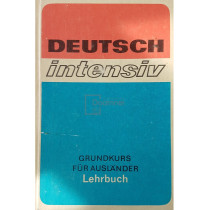 DEUTSCH
intensiv
GRUNDKURS
FÜR AUSLÄNDER
Lehrbuch